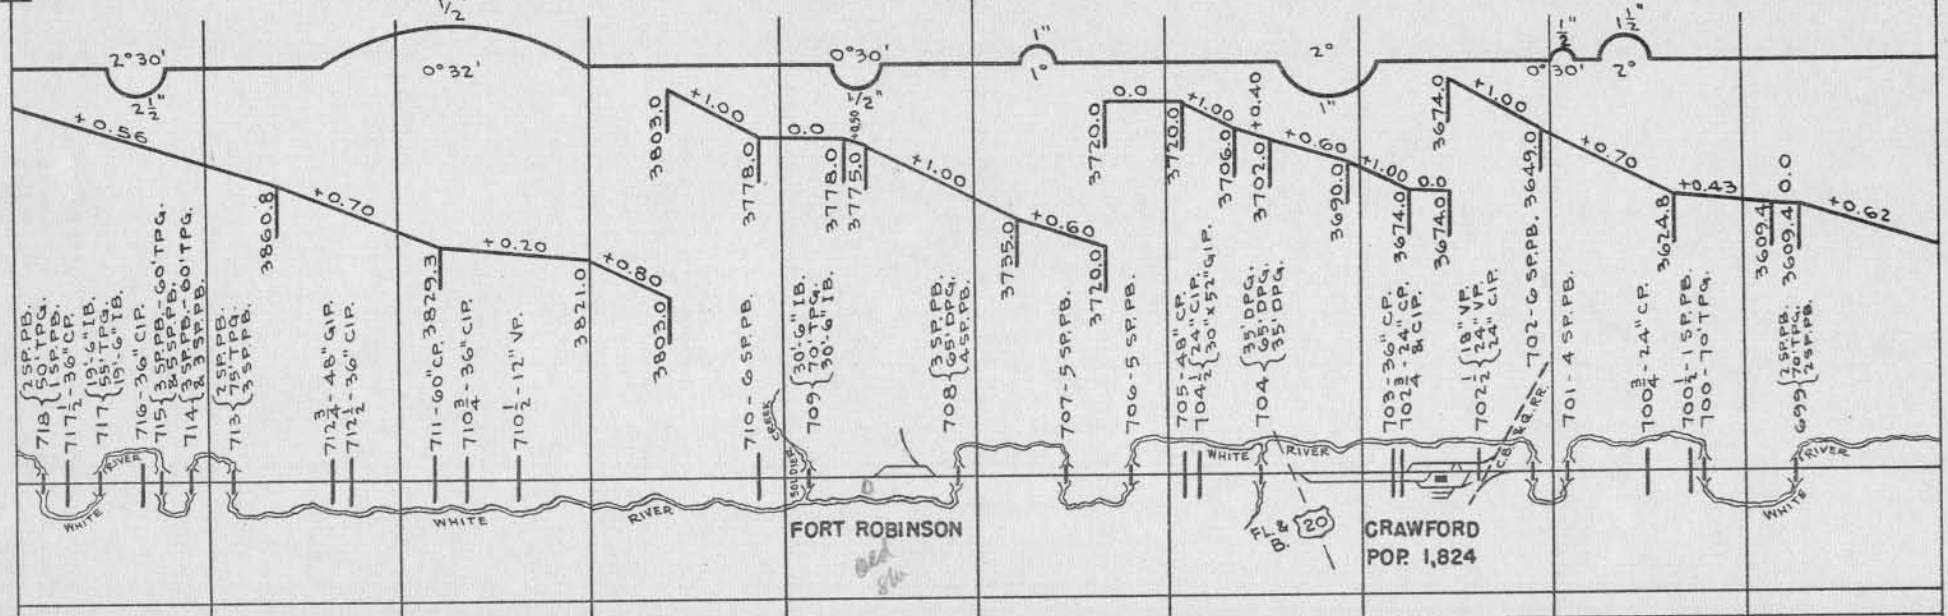 1/2
2°30'
2 1/2"
0°32'
0°30'
1/2"
1"
1°
2°
1"
1/2"
0°30'
1 1/2"
2°
+0.56
3860.8
+0.70
3829.3
+0.20
3821.0
+0.80
3803.0
3803.0
+1.00
3778.0
0.0
3778.0
+0.50
3775.0
+1.00
3735.0
+0.60
3720.0
3720.0
0.0
3720.0
+1.00
3706.0
+0.40
3702.0
+0.60
3690.0
+1.00
3674.0
0.0
3674.0
3674.0
+1.00
3649.0
+0.70
3624.8
+0.43
3609.4
0.0
3609.4
+0.62
718 { 2 SP. PB.
50' TPG.
1 SP. PB.
717 1/2 - 36" CP.
717 { 19'-6" IB.
55' TPG.
19'-6" IB.
716 - 36" CIP.
715 { 3 SP.PB. - 60' TPG.
& 5 SP. PB.
714 { 3 SP.PB. - 60' TPG.
& 3 SP.PB.
713 { 2 SP. PB.
75' TPG.
3 SP. PB.
712 3/4 - 48" GIP.
712 1/2 - 36" CIP.
711 - 60" CP.
710 3/4 - 36" CIP.
710 1/2 - 12" VP.
710 - 6 SP. PB.
709 { 30'-6" IB.
70' TPG.
30'-6" IB.
708 { 3 SP. PB.
65' DPG.
4 SP. PB.
707 - 5 SP. PB.
706 - 5 SP. PB.
705 - 48" CP.
704 1/2 { 24" CIP.
30" x 52" GIP.
704 { 35' DPG.
65' DPG.
35' DPG.
703 - 36" CP.
702 3/4 - 24" CP.
& CIP.
702 1/2 { 18" VP.
24" VP.
24" CIP.
702 - 6 SP. PB.
701 - 4 SP. PB.
700 3/4 - 24" CP.
700 1/2 - 1 SP. PB.
700 - 70' TPG.
699 { 2 SP. PB.
70' TPG.
2 SP. PB.
RIVER
WHITE
WHITE
RIVER
SOLDIER CREEK
WHITE RIVER
C.B. & Q. RR.
RIVER
WHITE
FORT ROBINSON
FL. &
B.
20
CRAWFORD
POP. 1,824